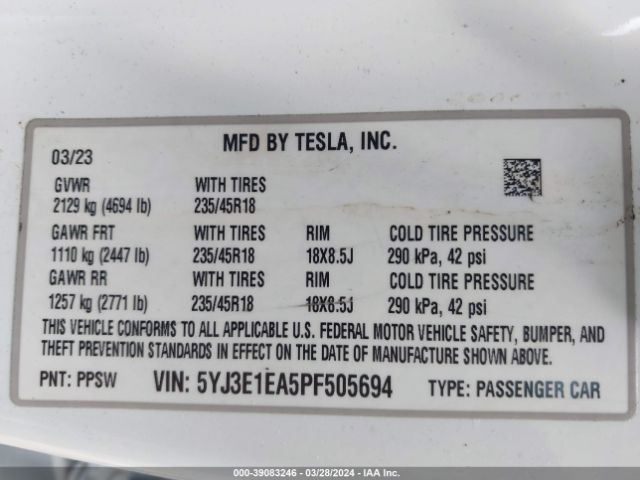 MFD BY TESLA, INC.
03/23
GVWR WITH TIRES
2129 kg (4694 lb) 235/45R18
GAWR FRT WITH TIRES RIM COLD TIRE PRESSURE
1110 kg (2447 lb) 235/45R18 18X8.5J 290 kPa, 42 psi
GAWR RR WITH TIRES RIM COLD TIRE PRESSURE
1257 kg (2771 lb) 235/45R18 18X8.5J 290 kPa, 42 psi
THIS VEHICLE CONFORMS TO ALL APPLICABLE U.S. FEDERAL MOTOR VEHICLE SAFETY, BUMPER, AND
THEFT PREVENTION STANDARDS IN EFFECT ON THE DATE OF MANUFACTURE SHOWN ABOVE.
PNT: PPSW VIN: 5YJ3E1EA5PF505694 TYPE: PASSENGER CAR
000-39083246 - 03/28/2024 - IAA Inc.